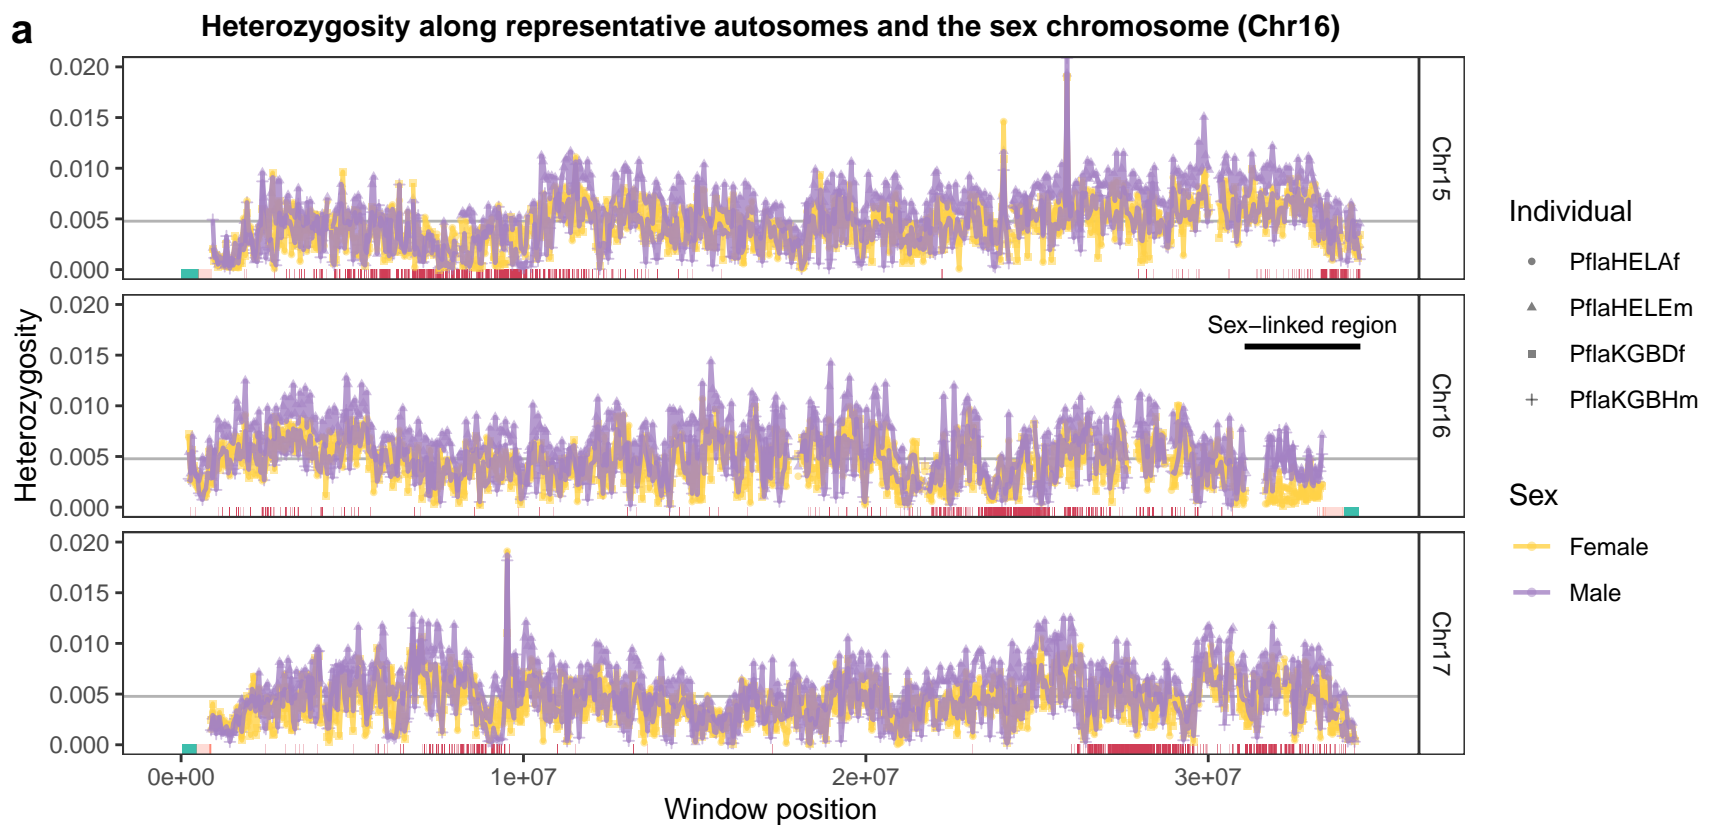 a
Heterozygosity along representative autosomes and the sex chromosome (Chr16)
Heterozygosity
0.020
0.015
0.010
0.005
0.000
Chr15
0.020
0.015
0.010
0.005
0.000
Sex−linked region
Chr16
0.020
0.015
0.010
0.005
0.000
Chr17
0e+00
1e+07
2e+07
3e+07
Window position
Individual
PflaHELAf
PflaHELEm
PflaKGBDf
PflaKGBHm
Sex
Female
Male